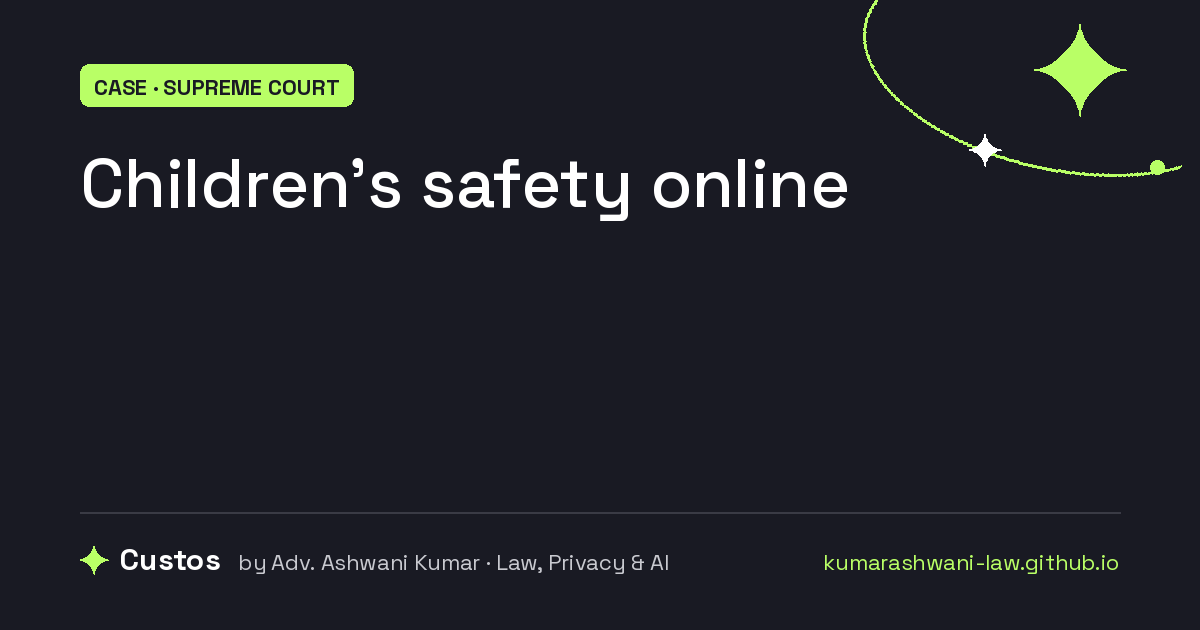 CASE · SUPREME COURT
Children’s safety online
Custos by Adv. Ashwani Kumar · Law, Privacy & AI
kumarashwani-law.github.io